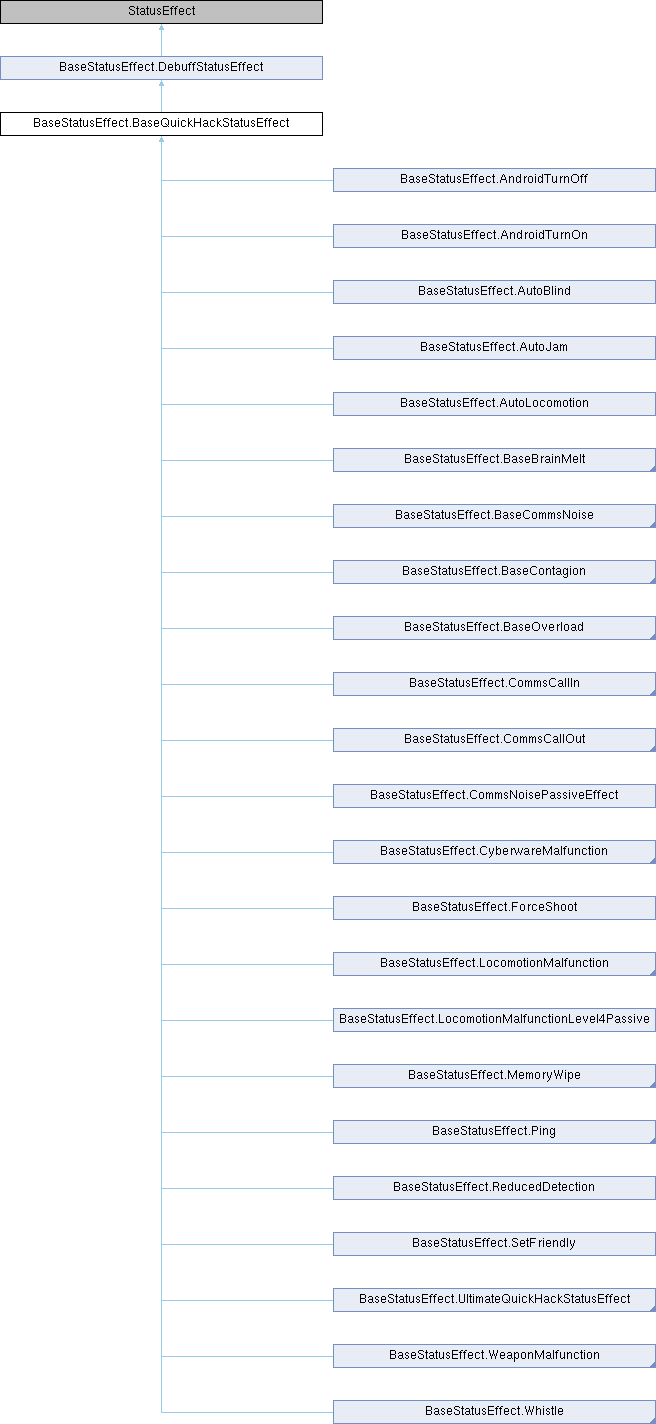 StatusEffect
BaseStatusEffect.DebuffStatusEffect
BaseStatusEffect.BaseQuickHackStatusEffect
BaseStatusEffect.AndroidTurnOff
BaseStatusEffect.AndroidTurnOn
BaseStatusEffect.AutoBlind
BaseStatusEffect.AutoJam
BaseStatusEffect.AutoLocomotion
BaseStatusEffect.BaseBrainMelt
BaseStatusEffect.BaseCommsNoise
BaseStatusEffect.BaseContagion
BaseStatusEffect.BaseOverload
BaseStatusEffect.CommsCallIn
BaseStatusEffect.CommsCallOut
BaseStatusEffect.CommsNoisePassiveEffect
BaseStatusEffect.CyberwareMalfunction
BaseStatusEffect.ForceShoot
BaseStatusEffect.LocomotionMalfunction
BaseStatusEffect.LocomotionMalfunctionLevel4Passive
BaseStatusEffect.MemoryWipe
BaseStatusEffect.Ping
BaseStatusEffect.ReducedDetection
BaseStatusEffect.SetFriendly
BaseStatusEffect.UltimateQuickHackStatusEffect
BaseStatusEffect.WeaponMalfunction
BaseStatusEffect.Whistle